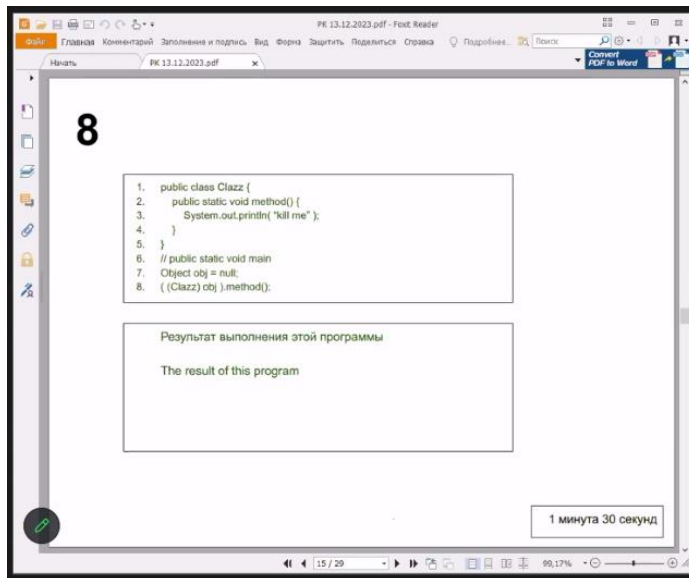 РК 13.12.2023.pdf - Foxit Reader
Файл Главная Комментарий Заполнение и подпись Вид Форма Защитить Поделиться Справка Подробнее... Поиск
Начать РК 13.12.2023.pdf
Convert
PDF to Word
8
1. public class Clazz {
2. public static void method() {
3. System.out.println( "kill me" );
4. }
5. }
6. // public static void main
7. Object obj = null;
8. ( (Clazz) obj ).method();
Результат выполнения этой программы
The result of this program
1 минута 30 секунд
15 / 29 99,17%